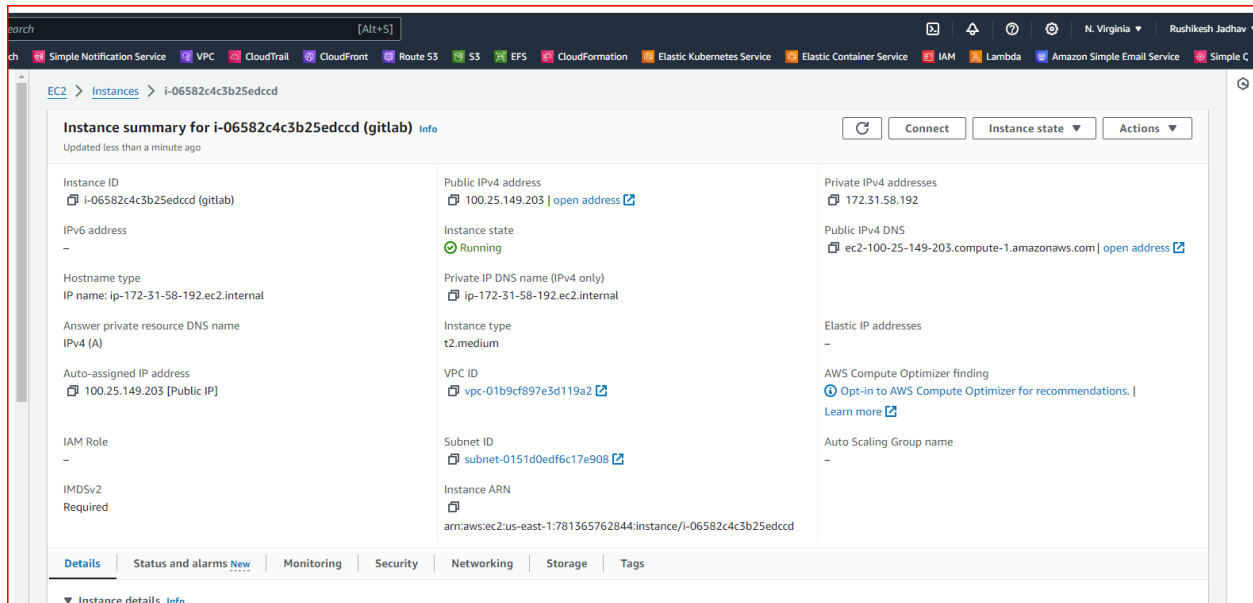 earch [Alt+S] N. Virginia ▼ Rushikesh Jadhav
ch Simple Notification Service VPC CloudTrail CloudFront Route 53 S3 EFS CloudFormation Elastic Kubernetes Service Elastic Container Service IAM Lambda Amazon Simple Email Service Simple Q
EC2 > Instances > i-06582c4c3b25edccd
Instance summary for i-06582c4c3b25edccd (gitlab) Info
Connect Instance state ▼ Actions ▼
Updated less than a minute ago
Instance ID
i-06582c4c3b25edccd (gitlab)
Public IPv4 address
100.25.149.203 | open address
Private IPv4 addresses
172.31.58.192
IPv6 address
–
Instance state
Running
Public IPv4 DNS
ec2-100-25-149-203.compute-1.amazonaws.com | open address
Hostname type
IP name: ip-172-31-58-192.ec2.internal
Private IP DNS name (IPv4 only)
ip-172-31-58-192.ec2.internal
Answer private resource DNS name
IPv4 (A)
Instance type
t2.medium
Elastic IP addresses
–
Auto-assigned IP address
100.25.149.203 [Public IP]
VPC ID
vpc-01b9cf897e3d119a2
AWS Compute Optimizer finding
Opt-in to AWS Compute Optimizer for recommendations. |
Learn more
IAM Role
–
Subnet ID
subnet-0151d0edf6c17e908
Auto Scaling Group name
–
IMDSv2
Required
Instance ARN
arn:aws:ec2:us-east-1:781365762844:instance/i-06582c4c3b25edccd
Details Status and alarms New Monitoring Security Networking Storage Tags
▼ Instance details Info